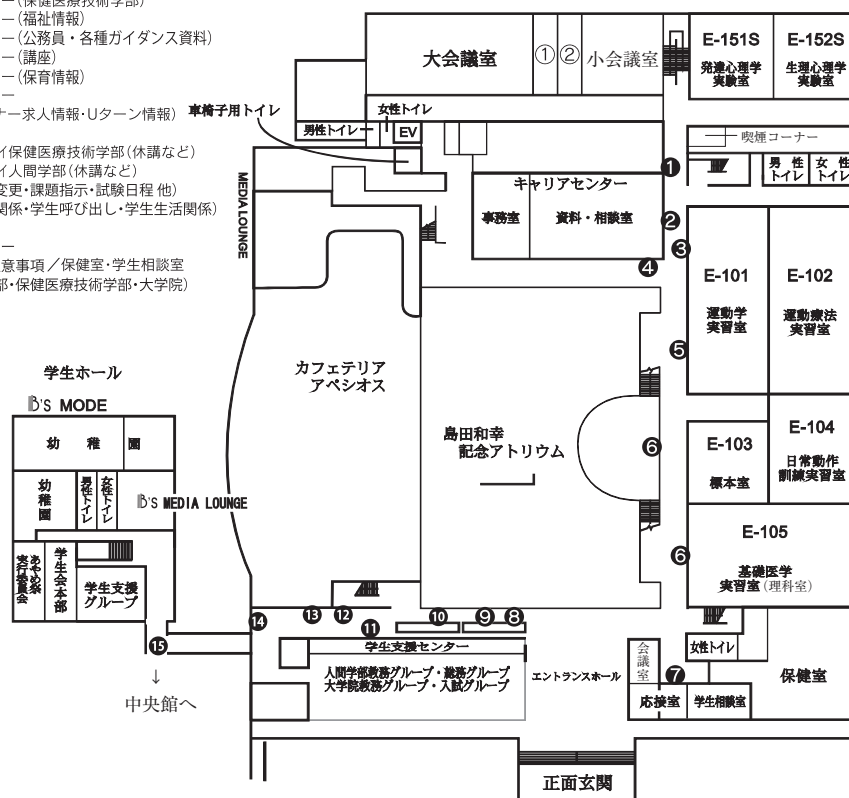 ー(保健医療技術学部)
ー(福祉情報)
ー(公務員・各種ガイダンス資料)
ー(講座)
ー(保育情報)
ー
ナー求人情報・Uターン情報)
イ保健医療技術学部(休講など)
イ人間学部(休講など)
変更・課題指示・試験日程 他)
関係・学生呼び出し・学生生活関係)
ー
意事項/保健室・学生相談室
部・保健医療技術学部・大学院)
大会議室
①
②
小会議室
E-151S
発達心理学
実験室
E-152S
生理心理学
実験室
車椅子用トイレ
女性トイレ
男性トイレ
EV
喫煙コーナー
男 性
トイレ
女 性
トイレ
❶
キャリアセンター
事務室
資料・相談室
❷
❸
❹
MEDIA LOUNGE
E-101
運動学
実習室
E-102
運動療法
実習室
❺
カフェテリア
アペシオス
島田和幸
記念アトリウム
❻
E-103
標本室
E-104
日常動作
訓練実習室
❻
E-105
基礎医学
実習室(理科室)
学生ホール
B'S MODE
幼 稚 園
幼稚園
男性トイレ
女性トイレ
B'S MEDIA LOUNGE
あやめ祭
実行委員会
学生会本部
学生支援
グループ
⓯
↓
中央館へ
⓮
⓭
⓬
⓫
❿
❾
❽
学生支援センター
人間学部教務グループ・総務グループ
大学院教務グループ・入試グループ
エントランスホール
会議室
❼
女性トイレ
保健室
応接室
学生相談室
正面玄関